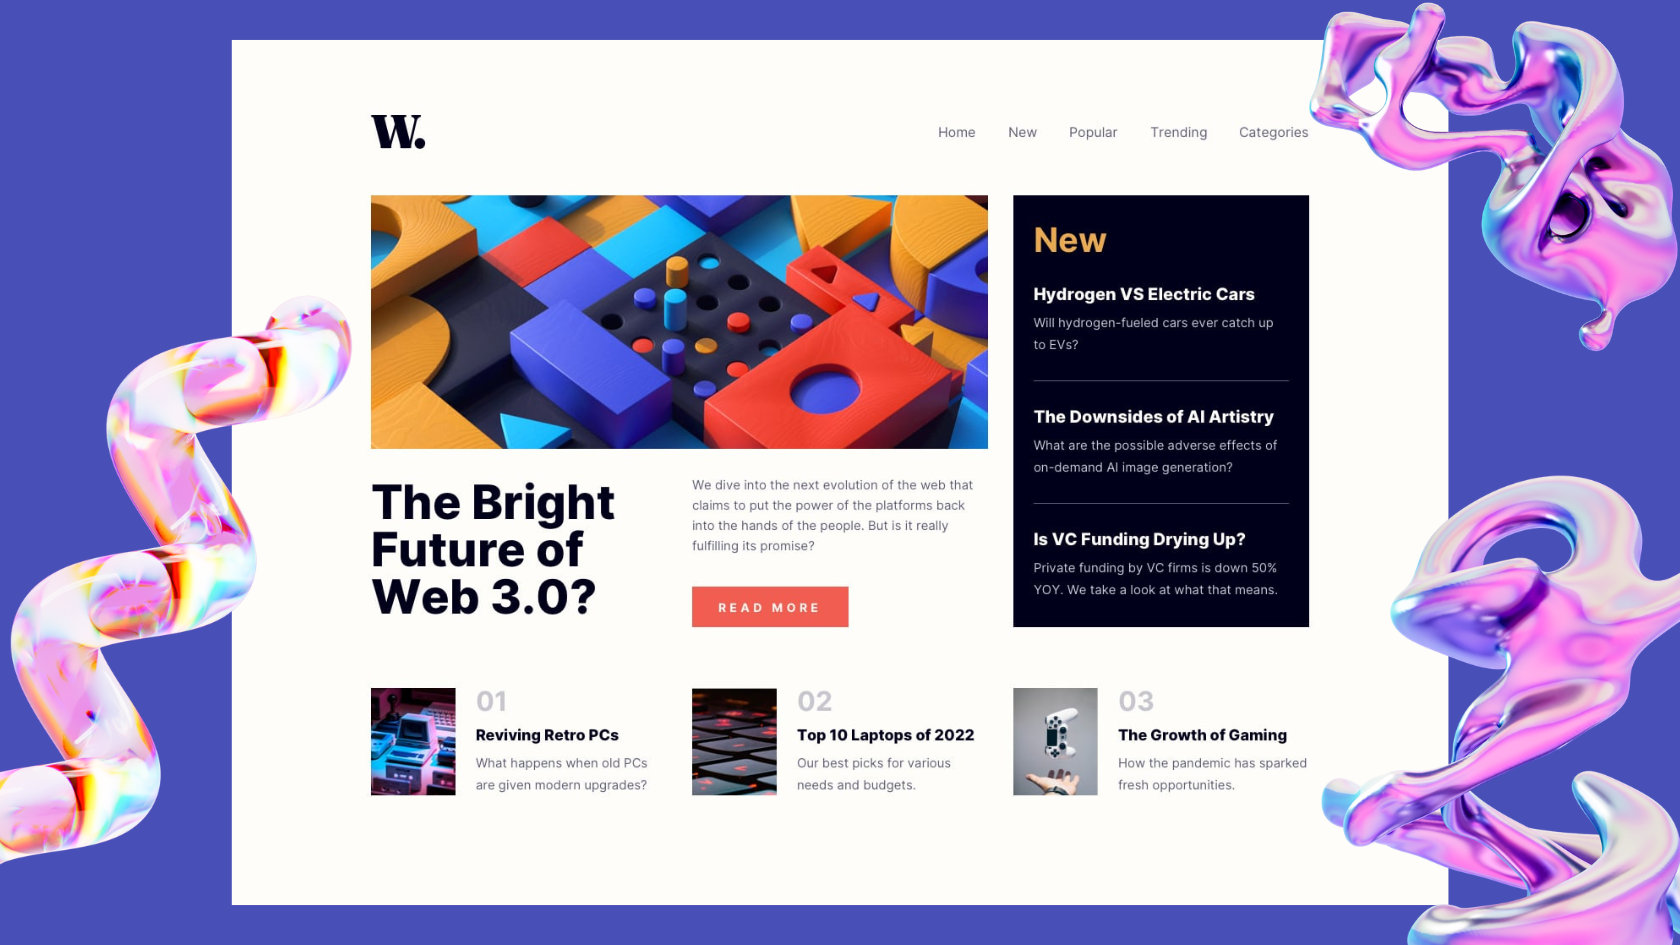 W.
Home
New
Popular
Trending
Categories
The Bright
Future of
Web 3.0?
We dive into the next evolution of the web that
claims to put the power of the platforms back
into the hands of the people. But is it really
fulfilling its promise?
READ MORE
New
Hydrogen VS Electric Cars
Will hydrogen-fueled cars ever catch up
to EVs?
The Downsides of AI Artistry
What are the possible adverse effects of
on-demand AI image generation?
Is VC Funding Drying Up?
Private funding by VC firms is down 50%
YOY. We take a look at what that means.
01
Reviving Retro PCs
What happens when old PCs
are given modern upgrades?
02
Top 10 Laptops of 2022
Our best picks for various
needs and budgets.
03
The Growth of Gaming
How the pandemic has sparked
fresh opportunities.